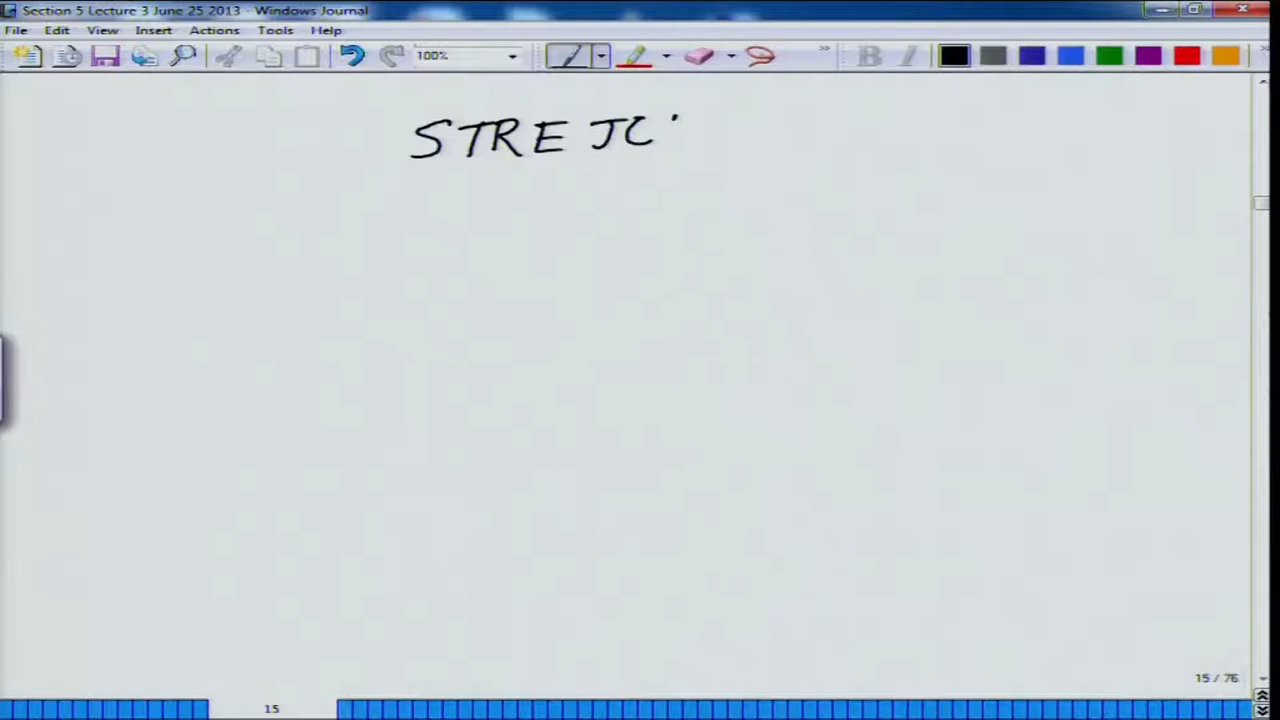 Section 5 Lecture 3 June 25 2013 - Windows Journal
File Edit View Insert Actions Tools Help
100% B I
STRE JC
15 / 76
15